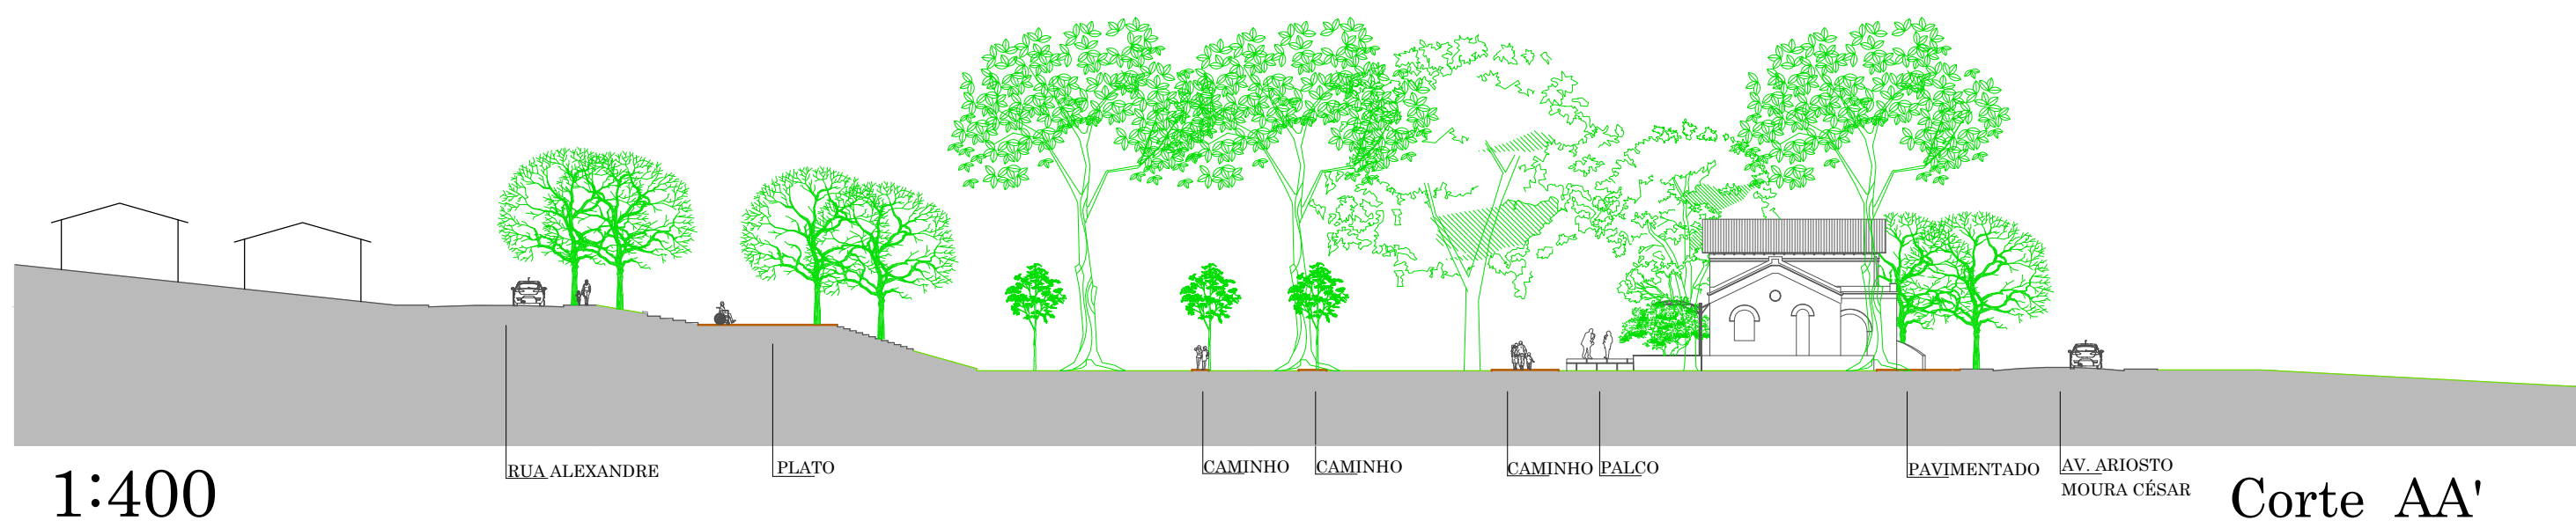 RUA ALEXANDRE
PLATO
CAMINHO
CAMINHO
CAMINHO
PALCO
PAVIMENTADO
AV. ARIOSTO
MOURA CÉSAR
1:400
Corte AA'